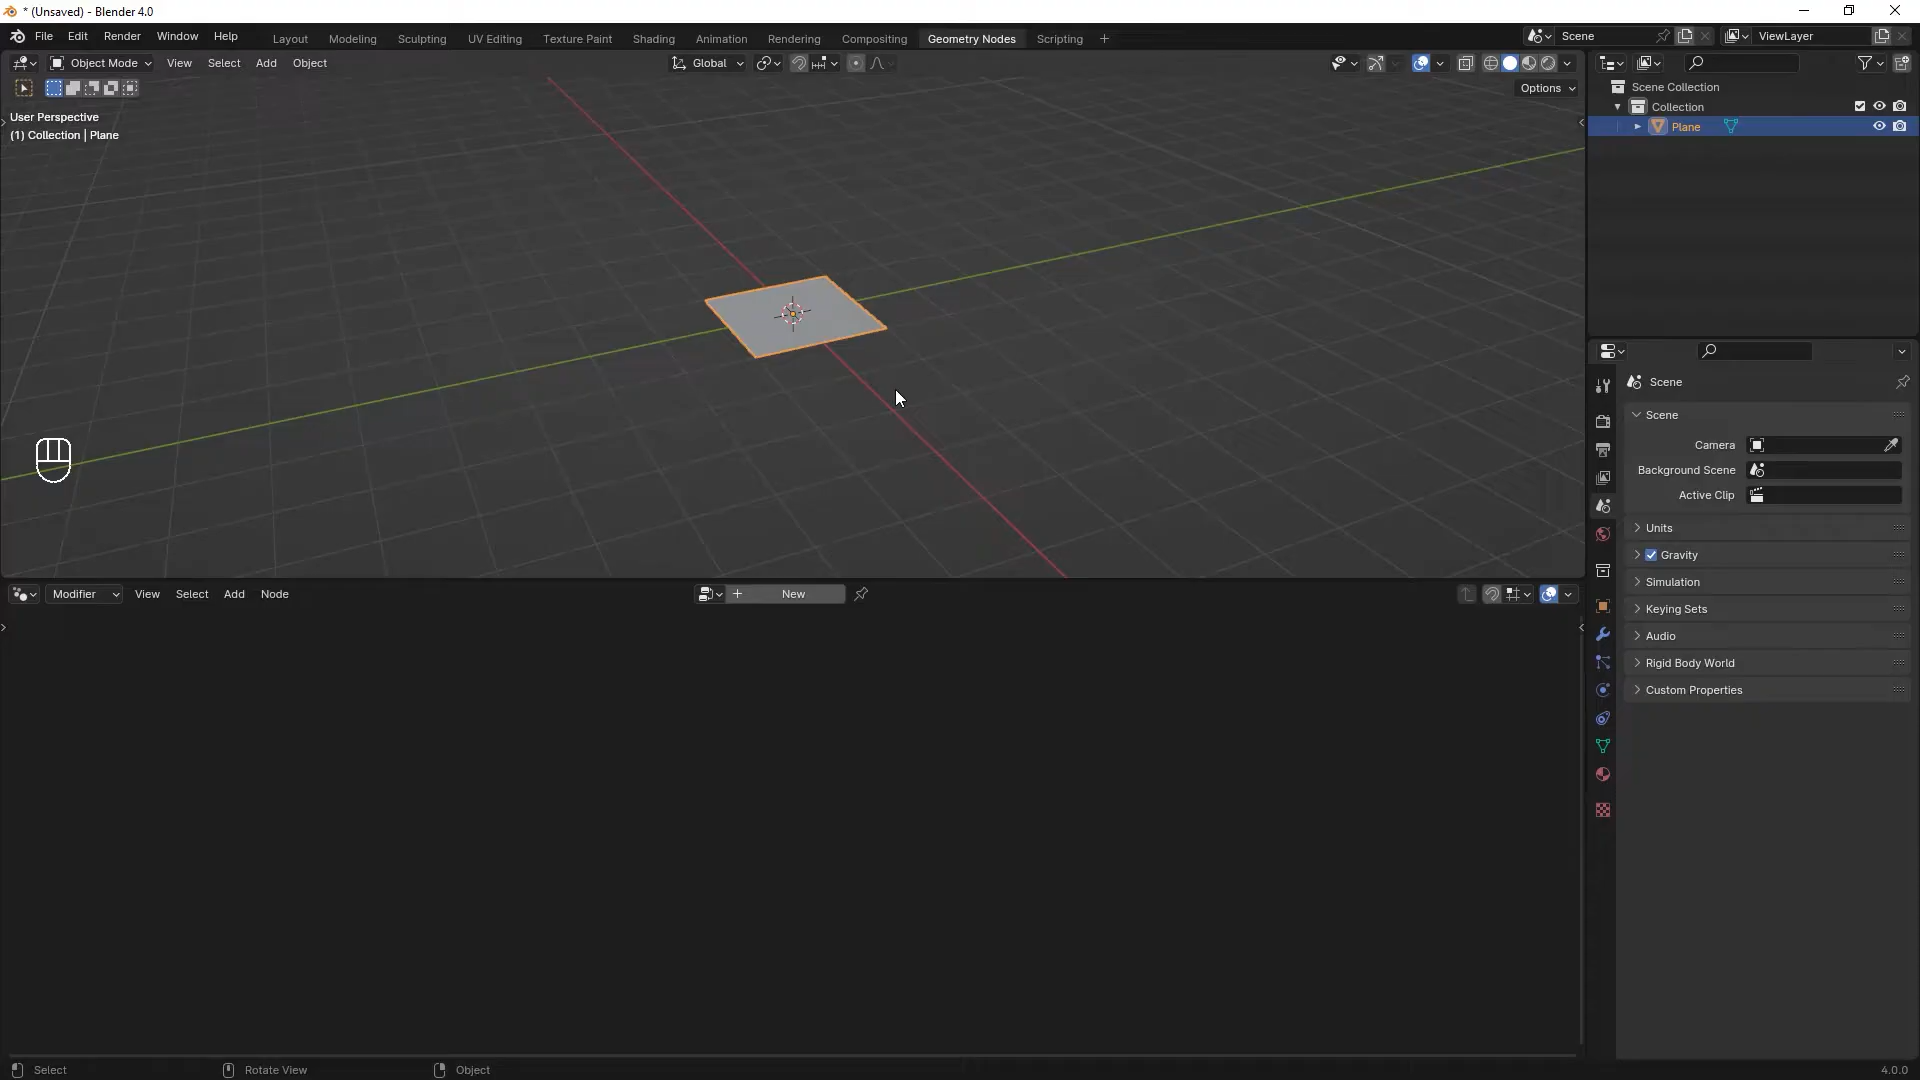 * (Unsaved) - Blender 4.0
File Edit Render Window Help Layout Modeling Sculpting UV Editing Texture Paint Shading Animation Rendering Compositing Geometry Nodes Scripting + Scene ViewLayer
Object Mode View Select Add Object Global
Options
User Perspective
(1) Collection | Plane
Scene Collection
Collection
Plane
Scene
Scene
Camera
Background Scene
Active Clip
Units
Gravity
Simulation
Keying Sets
Audio
Rigid Body World
Custom Properties
Modifier View Select Add Node + New
Select Rotate View Object 4.0.0